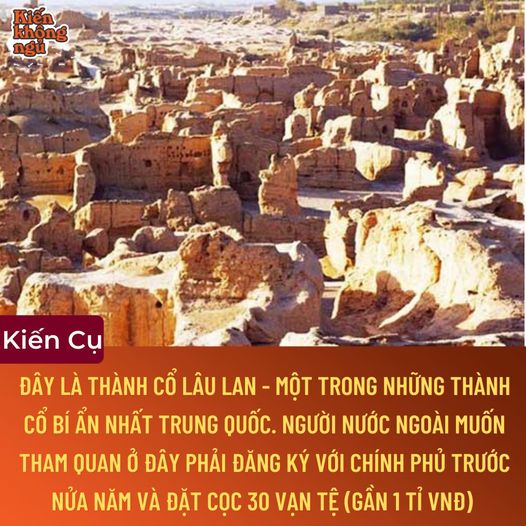 Kiến
không
ngủ
Kiến Cụ
ĐÂY LÀ THÀNH CỔ LÂU LAN - MỘT TRONG NHỮNG THÀNH
CỔ BÍ ẨN NHẤT TRUNG QUỐC. NGƯỜI NƯỚC NGOÀI MUỐN
THAM QUAN Ở ĐÂY PHẢI ĐĂNG KÝ VỚI CHÍNH PHỦ TRƯỚC
NỬA NĂM VÀ ĐẶT CỌC 30 VẠN TỆ (GẦN 1 TỈ VNĐ)